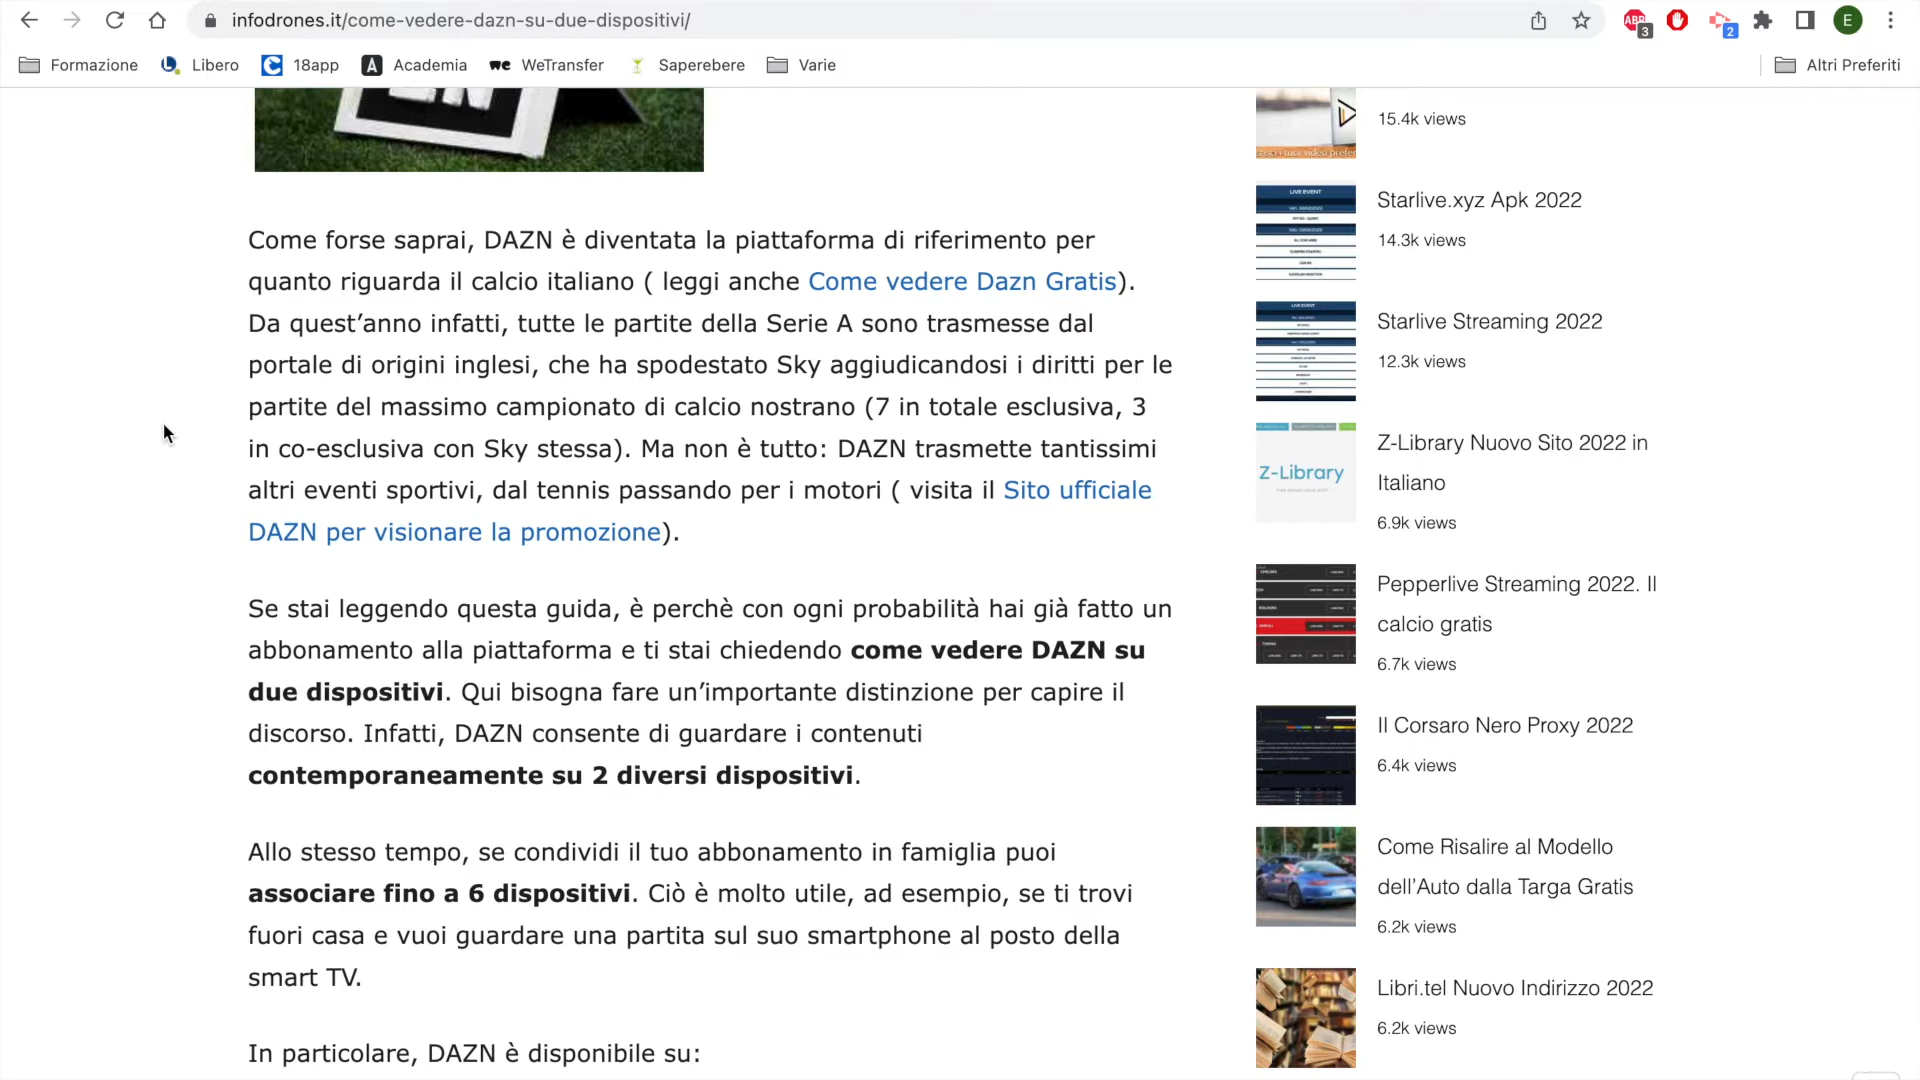 infodrones.it/come-vedere-dazn-su-due-dispositivi/
ABP 3 2 E
Formazione Libero 18app Academia WeTransfer Saperebere Varie Altri Preferiti
Come forse saprai, DAZN è diventata la piattaforma di riferimento per
quanto riguarda il calcio italiano ( leggi anche Come vedere Dazn Gratis).
Da quest’anno infatti, tutte le partite della Serie A sono trasmesse dal
portale di origini inglesi, che ha spodestato Sky aggiudicandosi i diritti per le
partite del massimo campionato di calcio nostrano (7 in totale esclusiva, 3
in co-esclusiva con Sky stessa). Ma non è tutto: DAZN trasmette tantissimi
altri eventi sportivi, dal tennis passando per i motori ( visita il Sito ufficiale
DAZN per visionare la promozione).
Se stai leggendo questa guida, è perchè con ogni probabilità hai già fatto un
abbonamento alla piattaforma e ti stai chiedendo come vedere DAZN su
due dispositivi. Qui bisogna fare un’importante distinzione per capire il
discorso. Infatti, DAZN consente di guardare i contenuti
contemporaneamente su 2 diversi dispositivi.
Allo stesso tempo, se condividi il tuo abbonamento in famiglia puoi
associare fino a 6 dispositivi. Ciò è molto utile, ad esempio, se ti trovi
fuori casa e vuoi guardare una partita sul suo smartphone al posto della
smart TV.
In particolare, DAZN è disponibile su:
15.4k views
LIVE EVENT
Starlive.xyz Apk 2022
14.3k views
LIVE EVENT
Starlive Streaming 2022
12.3k views
Z-Library
Z-Library Nuovo Sito 2022 in
Italiano
6.9k views
Pepperlive Streaming 2022. Il
calcio gratis
6.7k views
Il Corsaro Nero Proxy 2022
6.4k views
Come Risalire al Modello
dell’Auto dalla Targa Gratis
6.2k views
Libri.tel Nuovo Indirizzo 2022
6.2k views